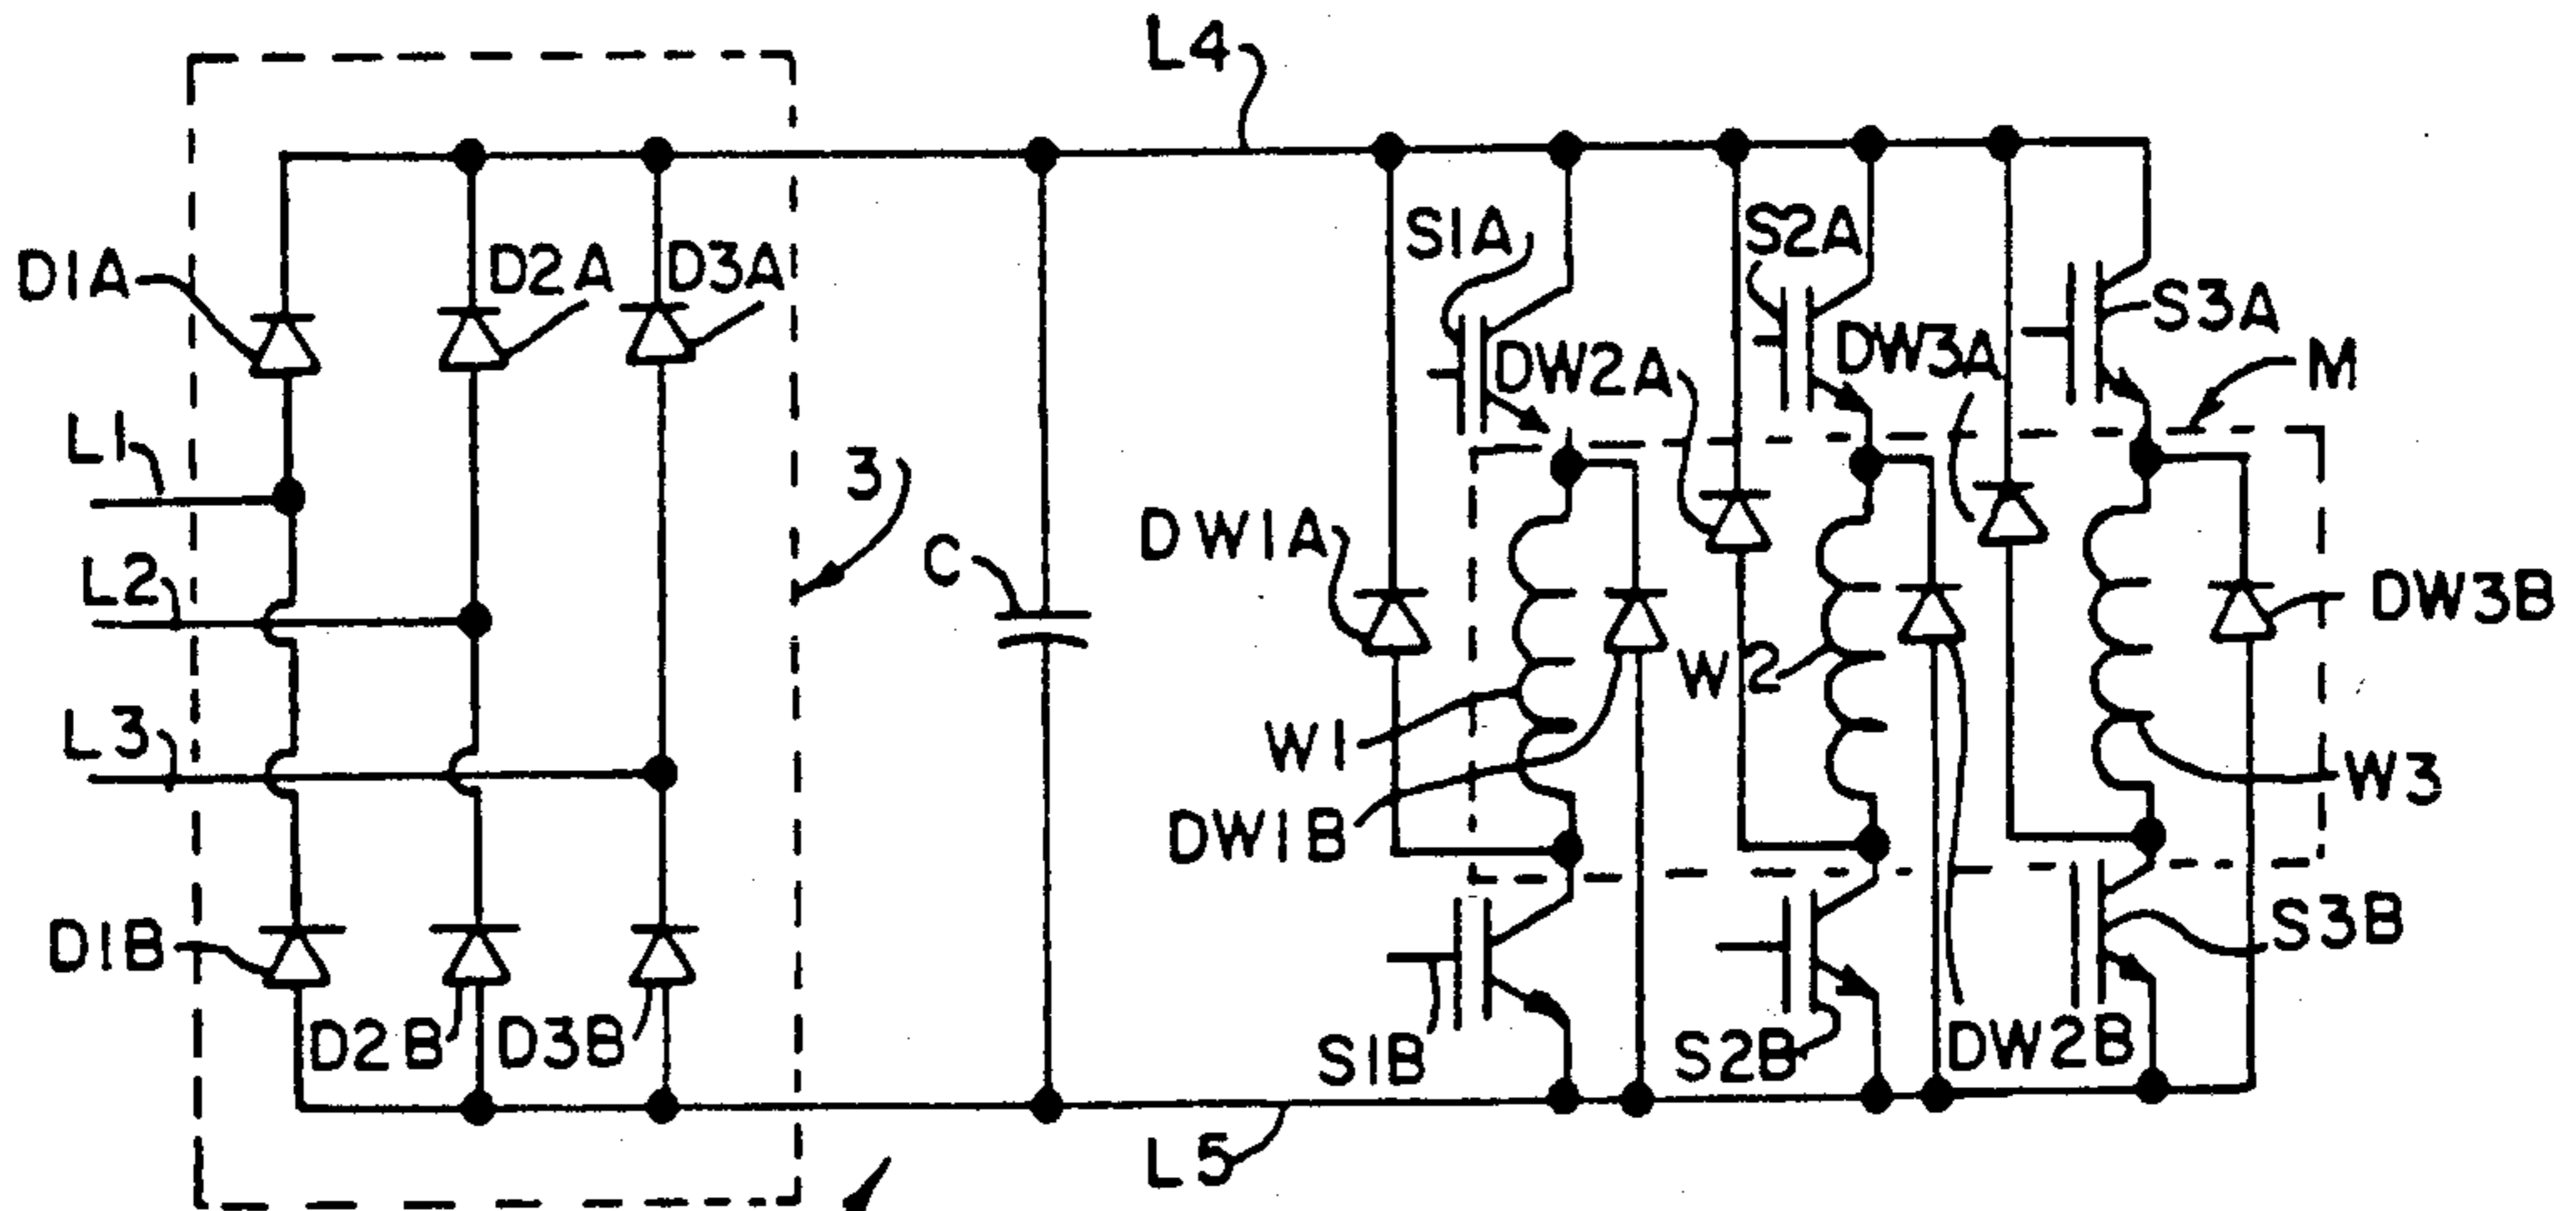 L4
D1A
D2A
D3A
S1A
S2A
S3A
DW2A
DW3A
M
L1
3
L2
C
DW1A
DW3B
W2
L3
W1
W3
DW1B
D1B
S3B
D2B
D3B
S1B
S2B
DW2B
L5